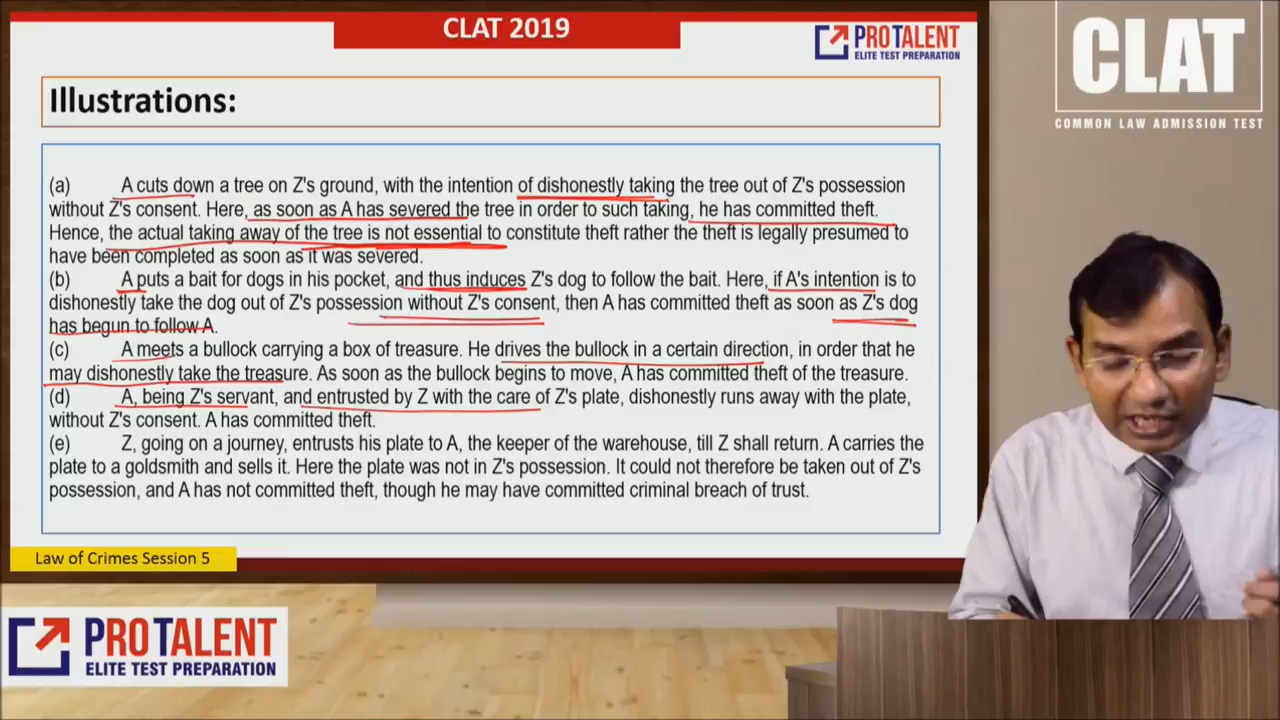 CLAT 2019
PROTALENT
ELITE TEST PREPARATION
CLAT
COMMON LAW ADMISSION TEST
Illustrations:
(a) A cuts down a tree on Z's ground, with the intention of dishonestly taking the tree out of Z's possession
without Z's consent. Here, as soon as A has severed the tree in order to such taking, he has committed theft.
Hence, the actual taking away of the tree is not essential to constitute theft rather the theft is legally presumed to
have been completed as soon as it was severed.
(b) A puts a bait for dogs in his pocket, and thus induces Z's dog to follow the bait. Here, if A's intention is to
dishonestly take the dog out of Z's possession without Z's consent, then A has committed theft as soon as Z's dog
has begun to follow A.
(c) A meets a bullock carrying a box of treasure. He drives the bullock in a certain direction, in order that he
may dishonestly take the treasure. As soon as the bullock begins to move, A has committed theft of the treasure.
(d) A, being Z's servant, and entrusted by Z with the care of Z's plate, dishonestly runs away with the plate,
without Z's consent. A has committed theft.
(e) Z, going on a journey, entrusts his plate to A, the keeper of the warehouse, till Z shall return. A carries the
plate to a goldsmith and sells it. Here the plate was not in Z's possession. It could not therefore be taken out of Z's
possession, and A has not committed theft, though he may have committed criminal breach of trust.
Law of Crimes Session 5
PROTALENT
ELITE TEST PREPARATION